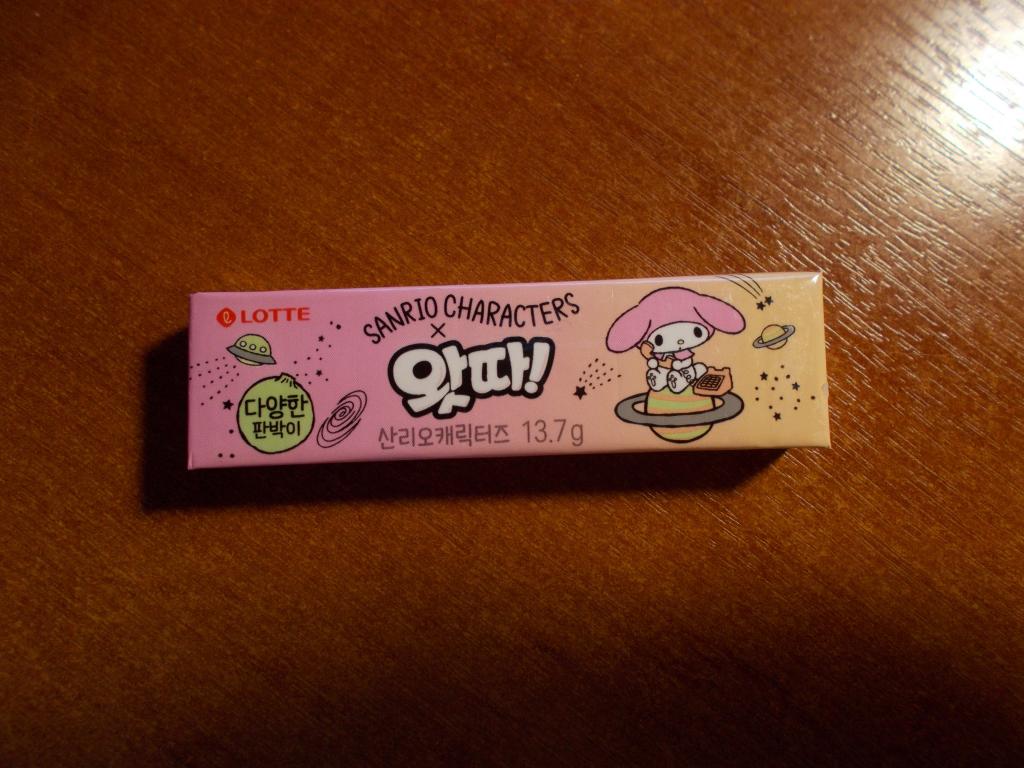 LOTTE
SANRIO CHARACTERS
×
왓따!
산리오캐릭터즈 13.7g
다양한
판박이